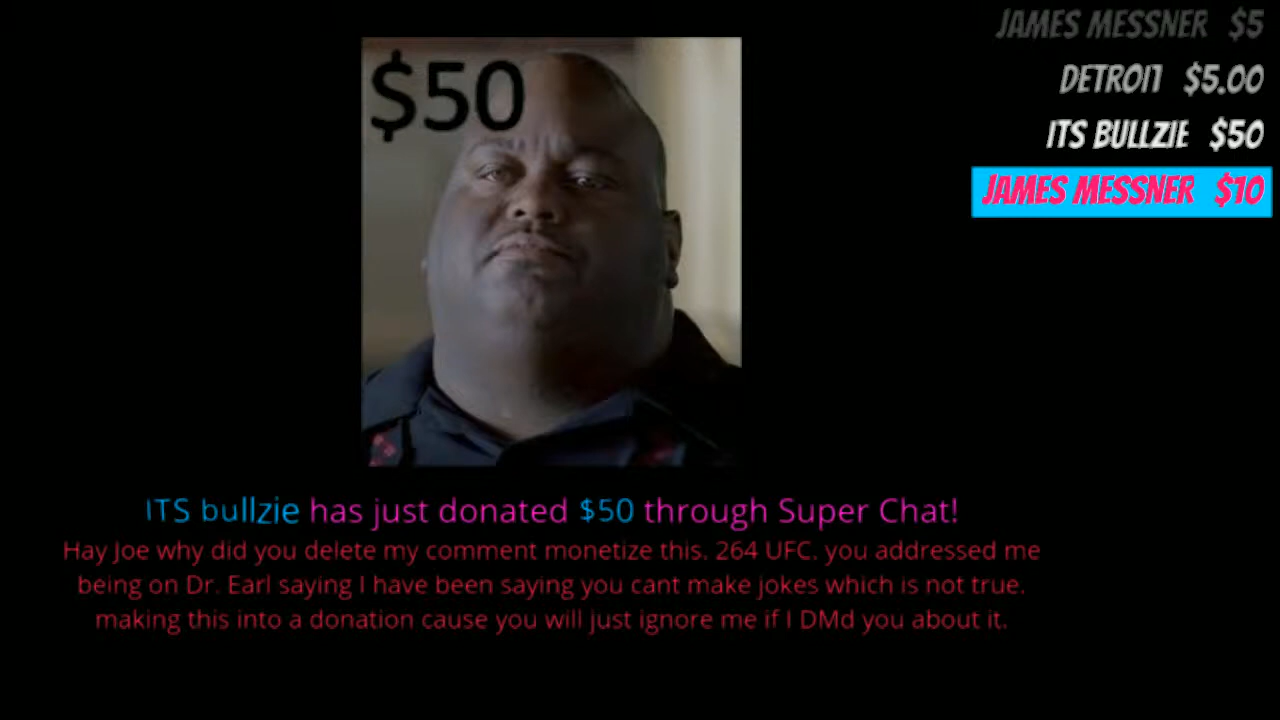 JAMES MESSNER $5
DETROIT $5.00
ITS BULLZIE $50
JAMES MESSNER $10
$50
ITS bullzie has just donated $50 through Super Chat!
Hay Joe why did you delete my comment monetize this. 264 UFC. you addressed me
being on Dr. Earl saying I have been saying you cant make jokes which is not true.
making this into a donation cause you will just ignore me if I DMd you about it.